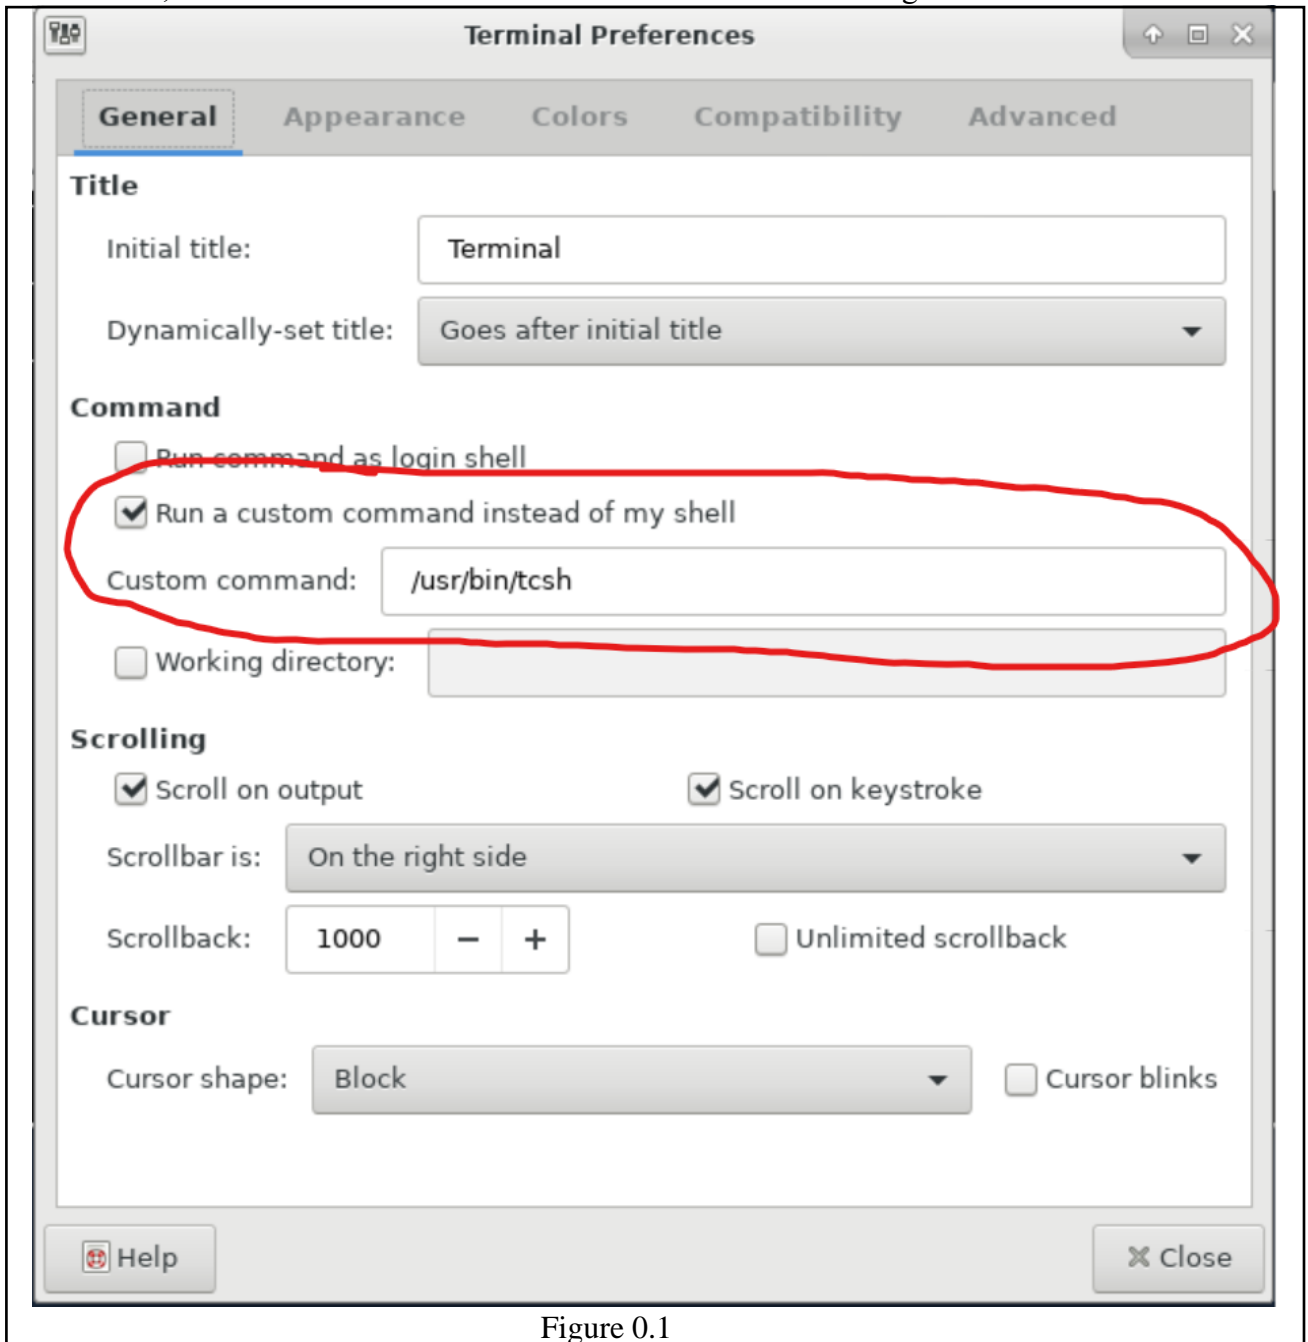 Terminal Preferences
General Appearance Colors Compatibility Advanced
Title
Initial title: Terminal
Dynamically-set title: Goes after initial title
Command
Run command as login shell
Run a custom command instead of my shell
Custom command: /usr/bin/tcsh
Working directory:
Scrolling
Scroll on output Scroll on keystroke
Scrollbar is: On the right side
Scrollback: 1000 − + Unlimited scrollback
Cursor
Cursor shape: Block Cursor blinks
Help Close
Figure 0.1